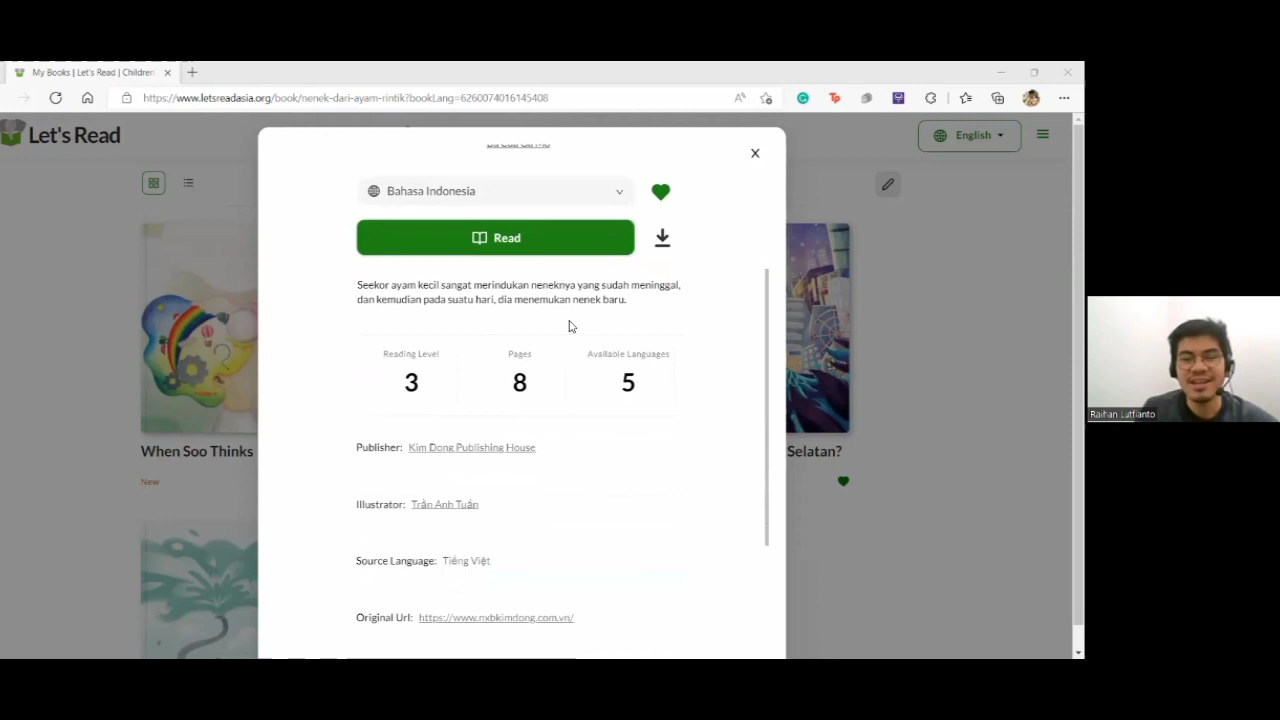 My Books | Let's Read | Children
https://www.letsreadasia.org/book/nenek-dari-ayam-rintik?bookLang=6260074016145408
Let's Read
English
Bahasa Indonesia
Read
Seekor ayam kecil sangat merindukan neneknya yang sudah meninggal,
dan kemudian pada suatu hari, dia menemukan nenek baru.
Reading Level
Pages
Available Languages
3
8
5
Publisher: Kim Dong Publishing House
Illustrator: Trần Anh Tuấn
Source Language: Tiếng Việt
Original Url: https://www.nxbkimdong.com.vn/
When Soo Thinks
New
Selatan?
Raihan Lutfianto